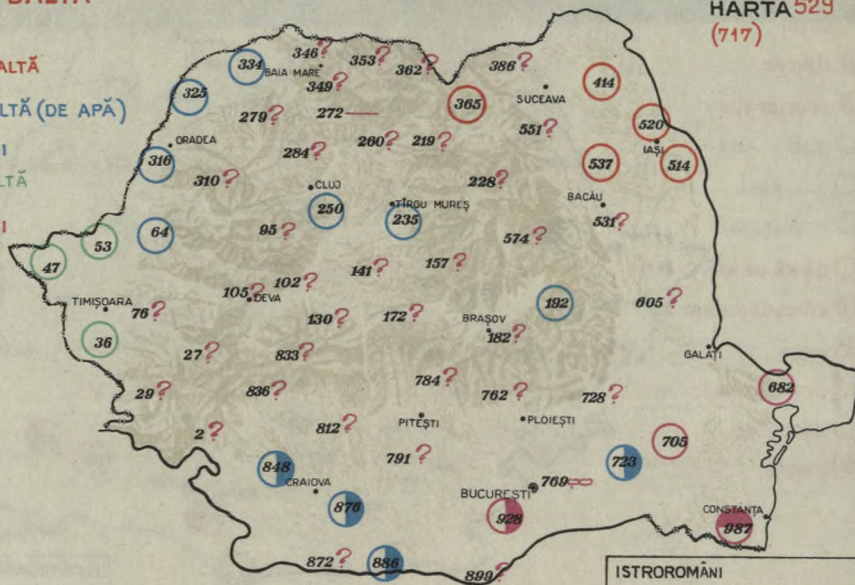 BALTĂ
HARTA 529
(717)
ALTĂ
LTĂ (DE APĂ)
I
LTĂ
I
346 ?
353 ?
362 ?
386 ?
334
BAIA MARE
349 ?
325
365
SUCEAVA
414
279 ?
272
551 ?
520
ORADEA
260 ?
219 ?
IAȘI
284 ?
316
537
514
310 ?
CLUJ
228 ?
BACĂU
250
TÎRGU MUREȘ
235
531 ?
64
95 ?
574 ?
53
47
141 ?
157 ?
102 ?
105 ?
DEVA
192
605 ?
TIMIȘOARA
76 ?
130 ?
172 ?
BRAȘOV
182 ?
36
27 ?
833 ?
GALAȚI
784 ?
682
29 ?
836 ?
762 ?
728 ?
PITEȘTI
PLOIEȘTI
2 ?
812 ?
705
791 ?
723
848
CRAIOVA
769
BUCUREȘTI
876
928
CONSTANȚA
987
872 ?
886
899 ?
ISTROROMÂNI